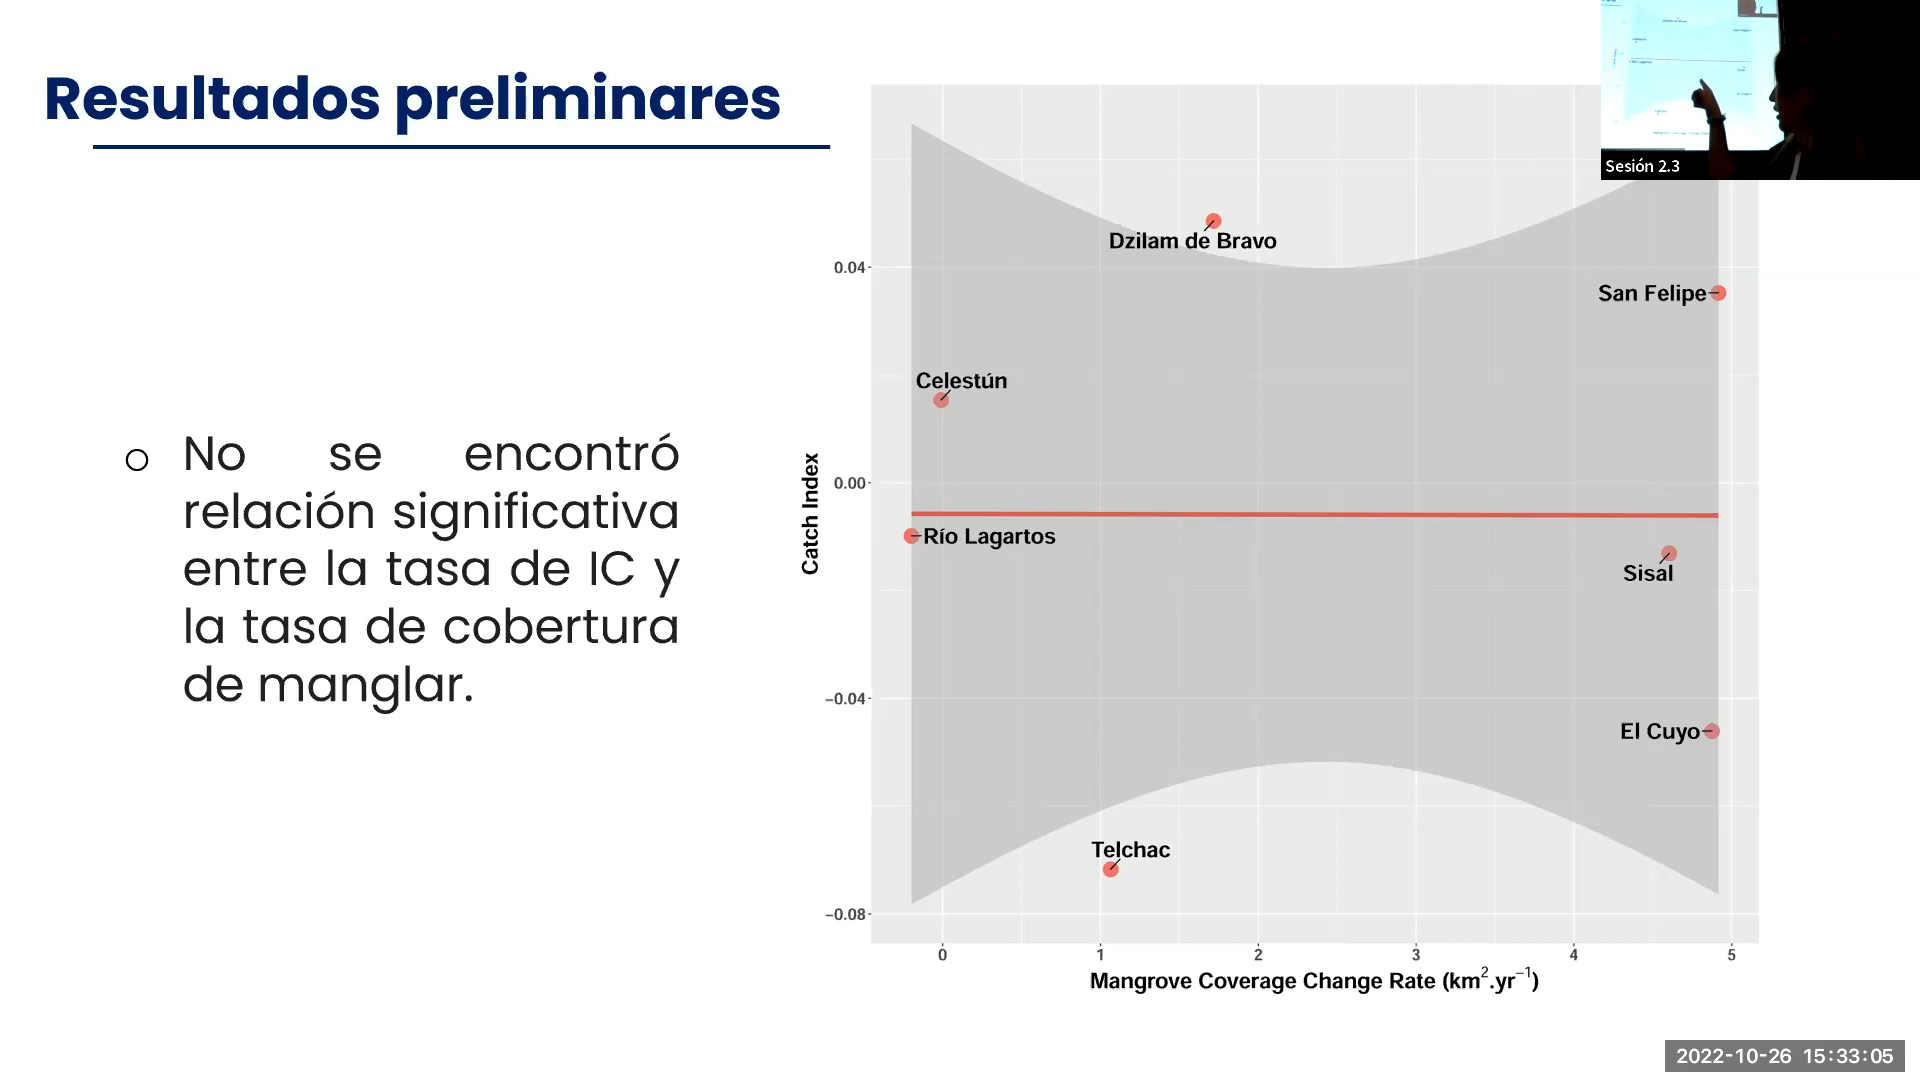 Resultados preliminares
Sesión 2.3
No se encontró
relación significativa
entre la tasa de IC y
la tasa de cobertura
de manglar.
Catch Index
0.04
0.00
−0.04
−0.08
Dzilam de Bravo
San Felipe
Celestún
Río Lagartos
Sisal
El Cuyo
Telchac
0 1 2 3 4 5
Mangrove Coverage Change Rate (km².yr⁻¹)
2022-10-26 15:33:05